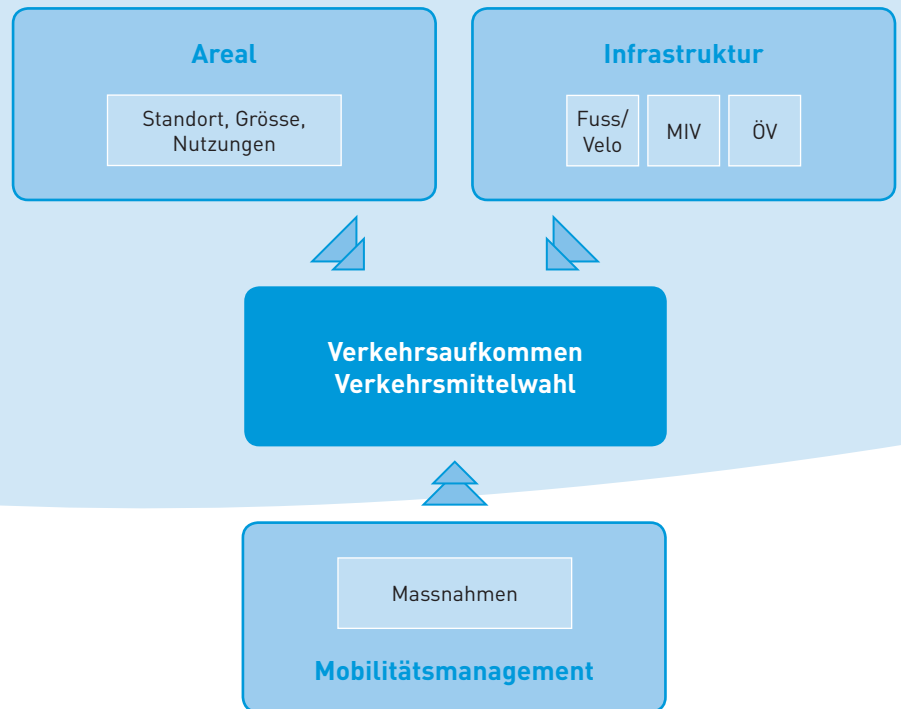 Areal
Standort, Grösse,
Nutzungen
Infrastruktur
Fuss/
Velo
MIV
ÖV
Verkehrsaufkommen
Verkehrsmittelwahl
Massnahmen
Mobilitätsmanagement